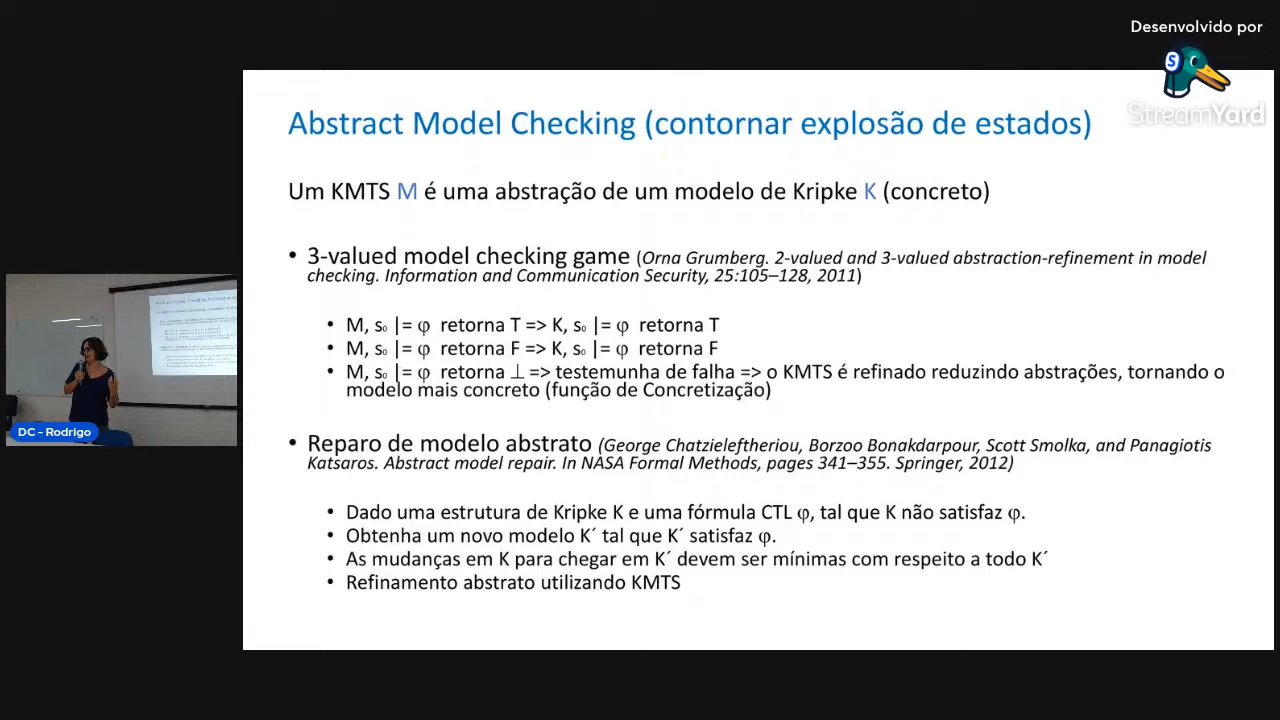 Desenvolvido por
StreamYard
Abstract Model Checking (contornar explosão de estados)
Um KMTS M é uma abstração de um modelo de Kripke K (concreto)
• 3-valued model checking game (Orna Grumberg. 2-valued and 3-valued abstraction-refinement in model
checking. Information and Communication Security, 25:105–128, 2011)
• M, s₀ |= φ retorna T => K, s₀ |= φ retorna T
• M, s₀ |= φ retorna F => K, s₀ |= φ retorna F
• M, s₀ |= φ retorna ⊥ => testemunha de falha => o KMTS é refinado reduzindo abstrações, tornando o
modelo mais concreto (função de Concretização)
• Reparo de modelo abstrato (George Chatzieleftheriou, Borzoo Bonakdarpour, Scott Smolka, and Panagiotis
Katsaros. Abstract model repair. In NASA Formal Methods, pages 341–355. Springer, 2012)
• Dado uma estrutura de Kripke K e uma fórmula CTL φ, tal que K não satisfaz φ.
• Obtenha um novo modelo K´ tal que K´ satisfaz φ.
• As mudanças em K para chegar em K´ devem ser mínimas com respeito a todo K´
• Refinamento abstrato utilizando KMTS
DC - Rodrigo